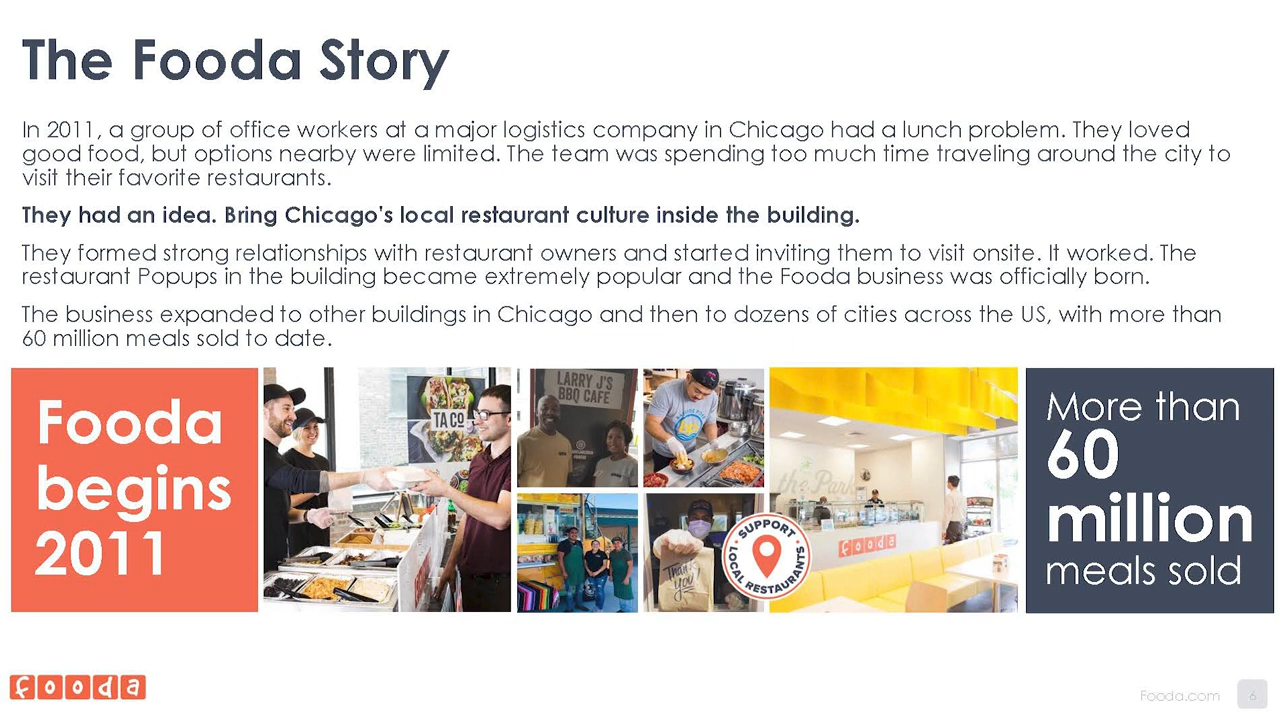 The Fooda Story
In 2011, a group of office workers at a major logistics company in Chicago had a lunch problem. They loved
good food, but options nearby were limited. The team was spending too much time traveling around the city to
visit their favorite restaurants.
They had an idea. Bring Chicago's local restaurant culture inside the building.
They formed strong relationships with restaurant owners and started inviting them to visit onsite. It worked. The
restaurant Popups in the building became extremely popular and the Fooda business was officially born.
The business expanded to other buildings in Chicago and then to dozens of cities across the US, with more than
60 million meals sold to date.
Fooda
begins
2011
TACO
LARRY J'S
BBQ CAFE
the Park
fooda
Thank
you
SUPPORT
LOCAL RESTAURANTS
More than
60
million
meals sold
fooda
Fooda.com
6